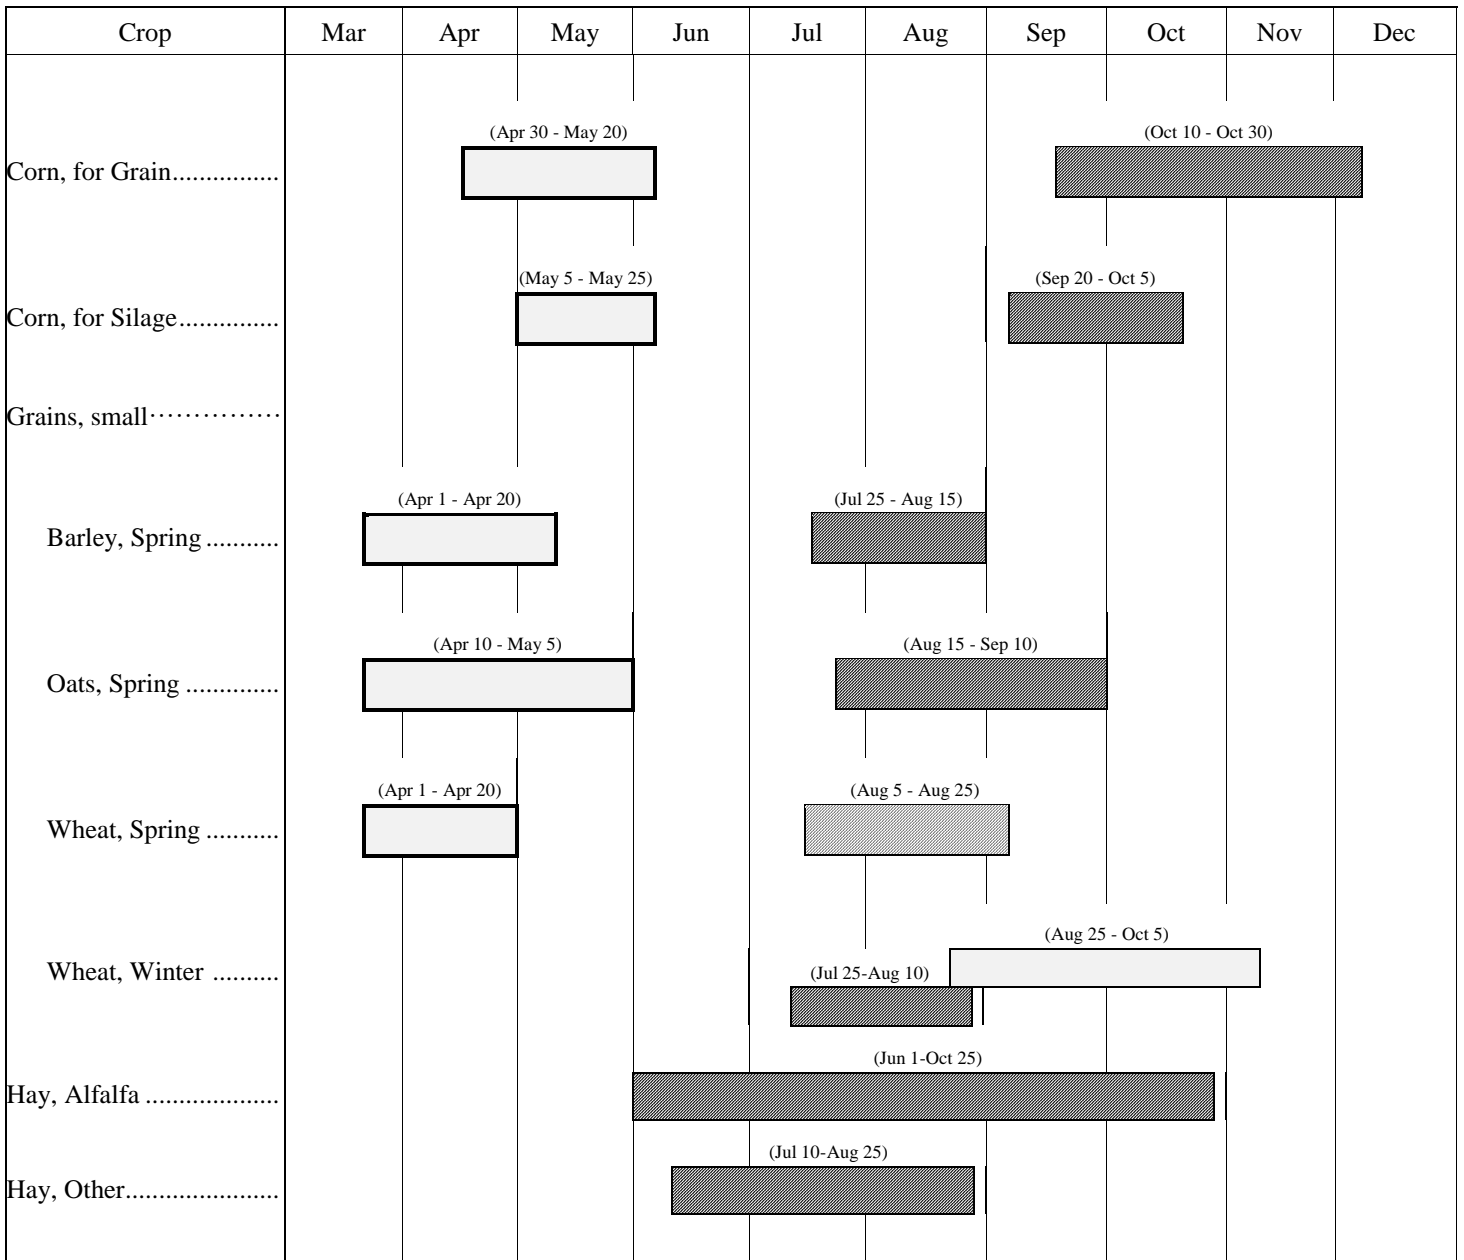 Crop Mar Apr May Jun Jul Aug Sep Oct Nov Dec
(Apr 30 - May 20) (Oct 10 - Oct 30)
Corn, for Grain...............
(May 5 - May 25) (Sep 20 - Oct 5)
Corn, for Silage...............
Grains, small···············
(Apr 1 - Apr 20) (Jul 25 - Aug 15)
Barley, Spring ...........
(Apr 10 - May 5) (Aug 15 - Sep 10)
Oats, Spring ..............
(Apr 1 - Apr 20) (Aug 5 - Aug 25)
Wheat, Spring ...........
(Aug 25 - Oct 5)
Wheat, Winter .......... (Jul 25-Aug 10)
(Jun 1-Oct 25)
Hay, Alfalfa ....................
(Jul 10-Aug 25)
Hay, Other.......................